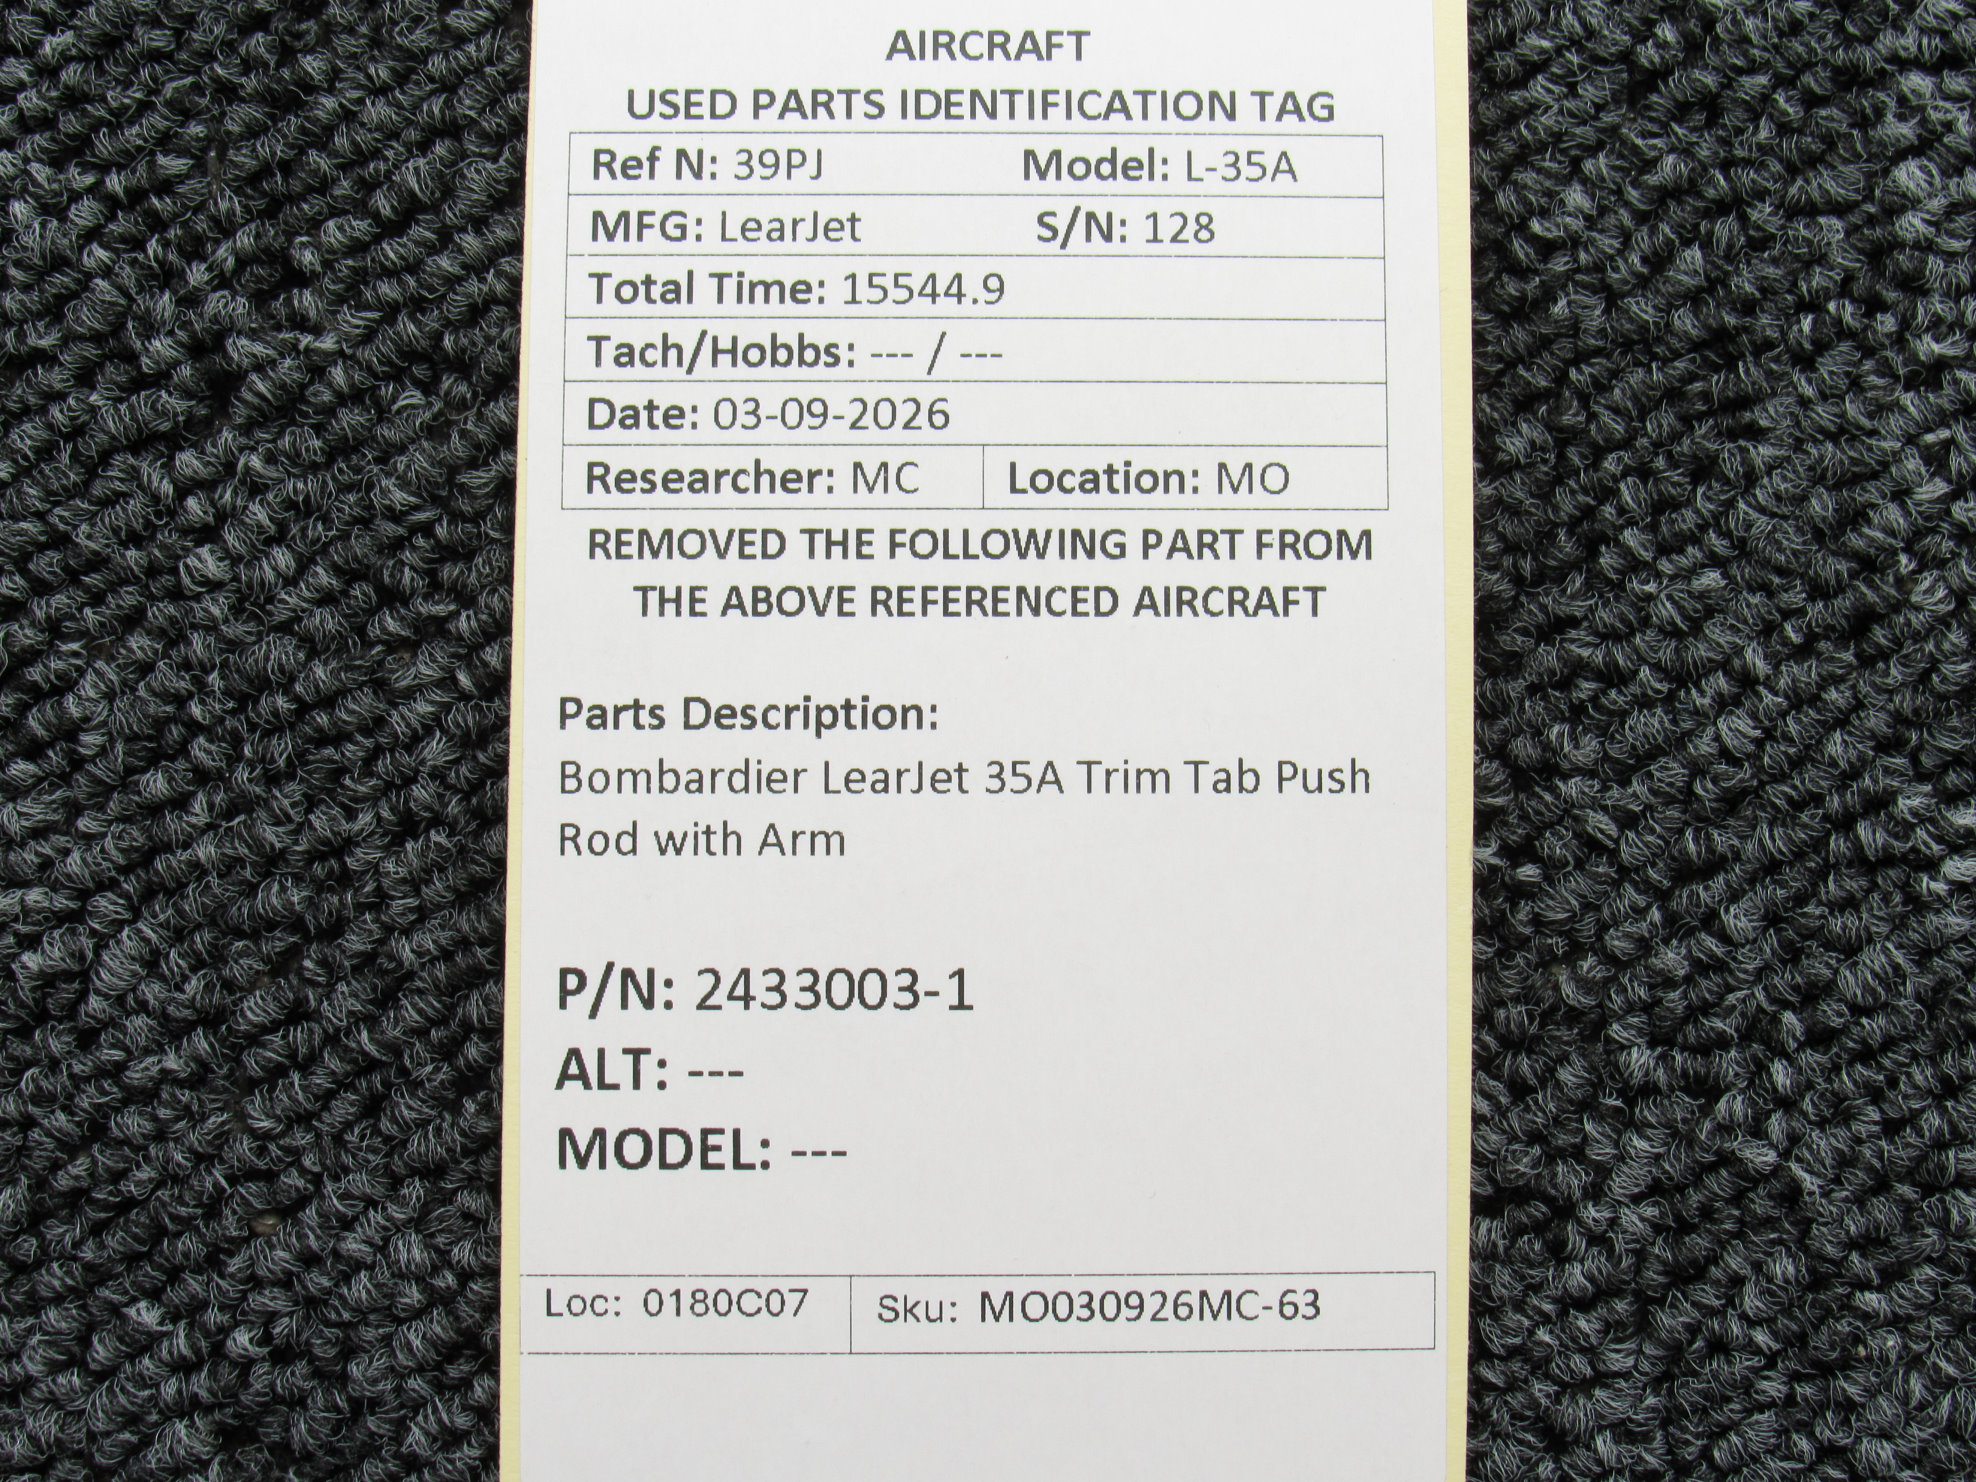 AIRCRAFT
USED PARTS IDENTIFICATION TAG
Ref N: 39PJ Model: L-35A
MFG: LearJet S/N: 128
Total Time: 15544.9
Tach/Hobbs: --- / ---
Date: 03-09-2026
Researcher: MC Location: MO
REMOVED THE FOLLOWING PART FROM
THE ABOVE REFERENCED AIRCRAFT
Parts Description:
Bombardier LearJet 35A Trim Tab Push
Rod with Arm
P/N: 2433003-1
ALT: ---
MODEL: ---
Loc: 0180C07 Sku: MO030926MC-63